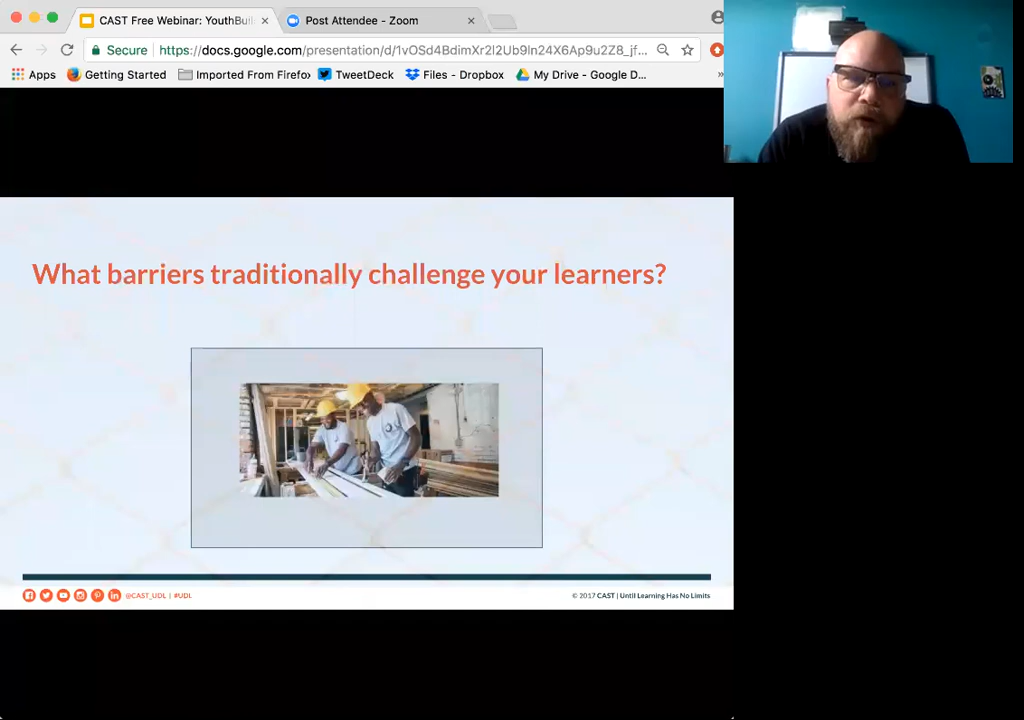 CAST Free Webinar: YouthBuil
Post Attendee - Zoom
Secure
https://docs.google.com/presentation/d/1vOSd4BdimXr2l2Ub9ln24X6Ap9u2Z8_jf...
Apps
Getting Started
Imported From Firefox
TweetDeck
Files - Dropbox
My Drive - Google D...
What barriers traditionally challenge your learners?
@CAST_UDL | #UDL
© 2017 CAST | Until Learning Has No Limits